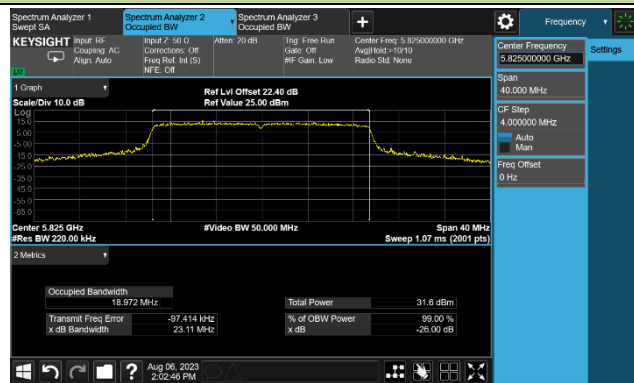 Spectrum Analyzer 1
Swept SA
Spectrum Analyzer 2
Occupied BW
Spectrum Analyzer 3
Occupied BW
+
Frequency
KEYSIGHT
Input: RF
Coupling: AC
Align: Auto
Input Z: 50 Ω
Corrections: Off
Freq Ref: Int (S)
NFE: Off
Atten: 20 dB
Trig: Free Run
Gate: Off
#IF Gain: Low
Center Freq: 5.825000000 GHz
Avg|Hold:>10/10
Radio Std: None
Center Frequency
5.825000000 GHz
Settings
Span
40.000 MHz
CF Step
4.000000 MHz
Auto
Man
Freq Offset
0 Hz
1 Graph
Scale/Div 10.0 dB
Ref Lvl Offset 22.40 dB
Ref Value 25.00 dBm
Log
15.0
5.00
-5.00
-15.0
-25.0
-35.0
-45.0
-55.0
-65.0
Center 5.825 GHz
#Res BW 220.00 kHz
#Video BW 50.000 MHz
Span 40 MHz
Sweep 1.07 ms (2001 pts)
2 Metrics
Occupied Bandwidth
18.972 MHz
Total Power
31.6 dBm
Transmit Freq Error
-97.414 kHz
% of OBW Power
99.00 %
x dB Bandwidth
23.11 MHz
x dB
-26.00 dB
?
Aug 06, 2023
2:02:46 PM